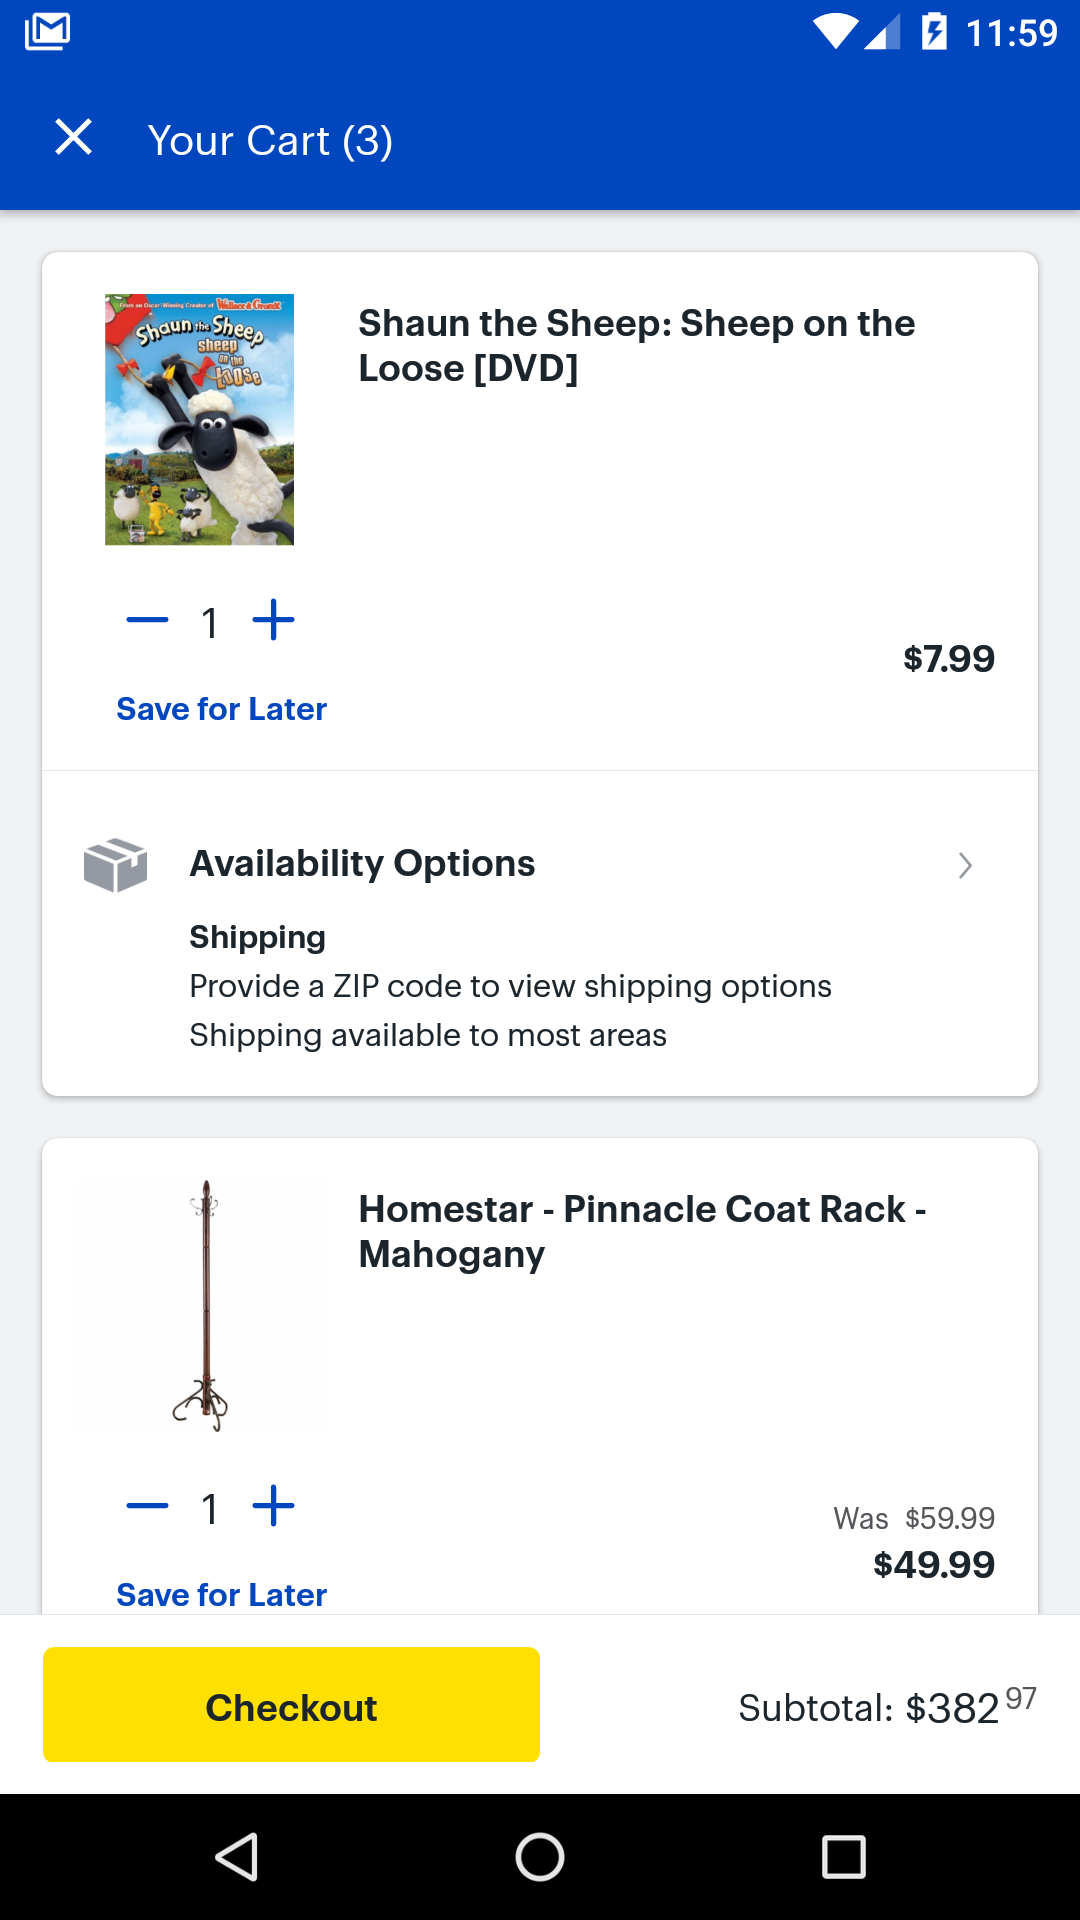 11:59
Your Cart (3)
From an Oscar-Winning Creator of Wallace & Gromit
Shaun the Sheep
sheep
on the
loose
Shaun the Sheep: Sheep on the
Loose [DVD]
1
$7.99
Save for Later
Availability Options
Shipping
Provide a ZIP code to view shipping options
Shipping available to most areas
Homestar - Pinnacle Coat Rack -
Mahogany
1
Was $59.99
$49.99
Save for Later
Checkout
Subtotal: $382 97